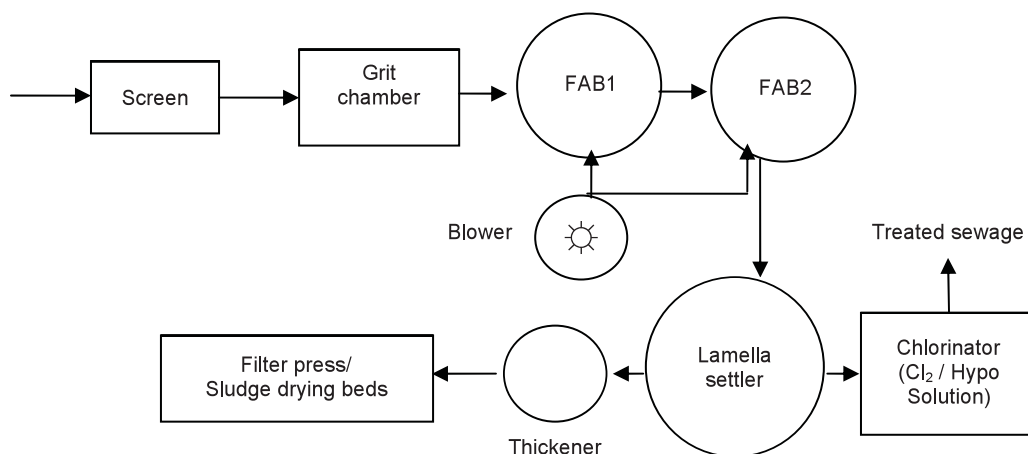 Screen
Grit
chamber
FAB1
FAB2
Blower
Treated sewage
Filter press/
Sludge drying beds
Thickener
Lamella
settler
Chlorinator
(Cl₂ / Hypo
Solution)